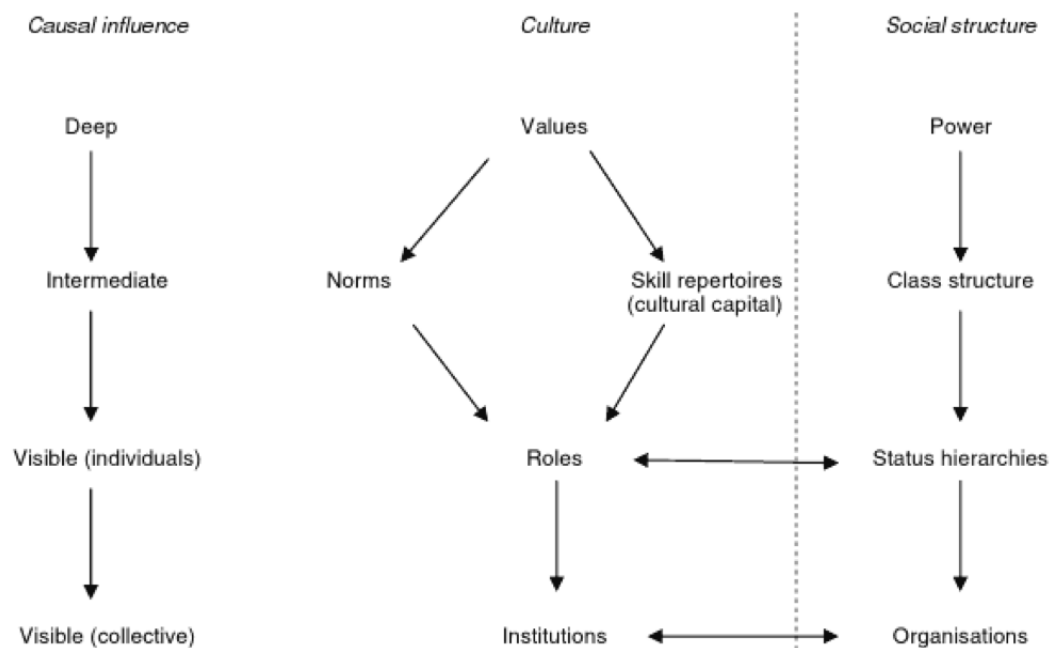 Causal influence
Culture
Social structure
Deep
Values
Power
Intermediate
Norms
Skill repertoires
(cultural capital)
Class structure
Visible (individuals)
Roles
Status hierarchies
Visible (collective)
Institutions
Organisations